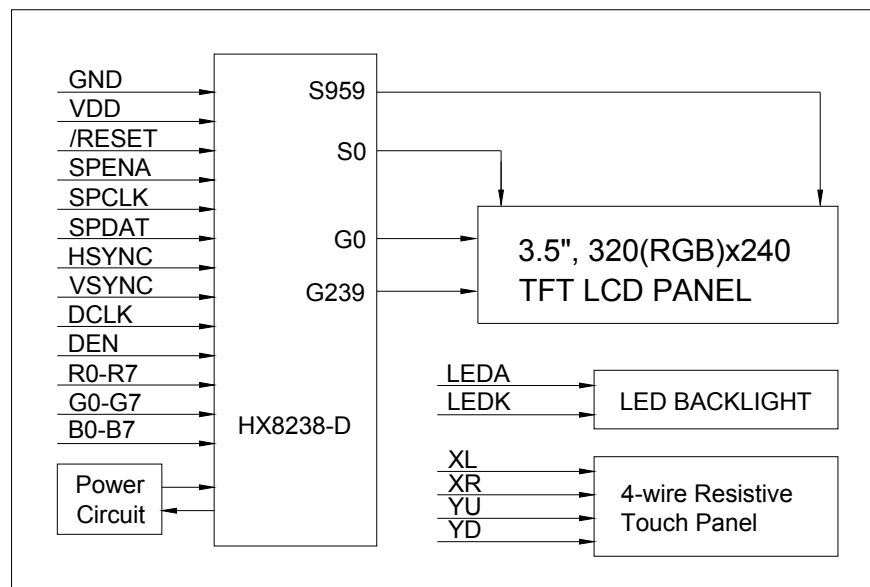 GND
VDD
/RESET
SPENA
SPCLK
SPDAT
HSYNC
VSYNC
DCLK
DEN
R0-R7
G0-G7
B0-B7
Power
Circuit
HX8238-D
S959
S0
G0
G239
3.5", 320(RGB)x240
TFT LCD PANEL
LEDA
LEDK
LED BACKLIGHT
XL
XR
YU
YD
4-wire Resistive
Touch Panel